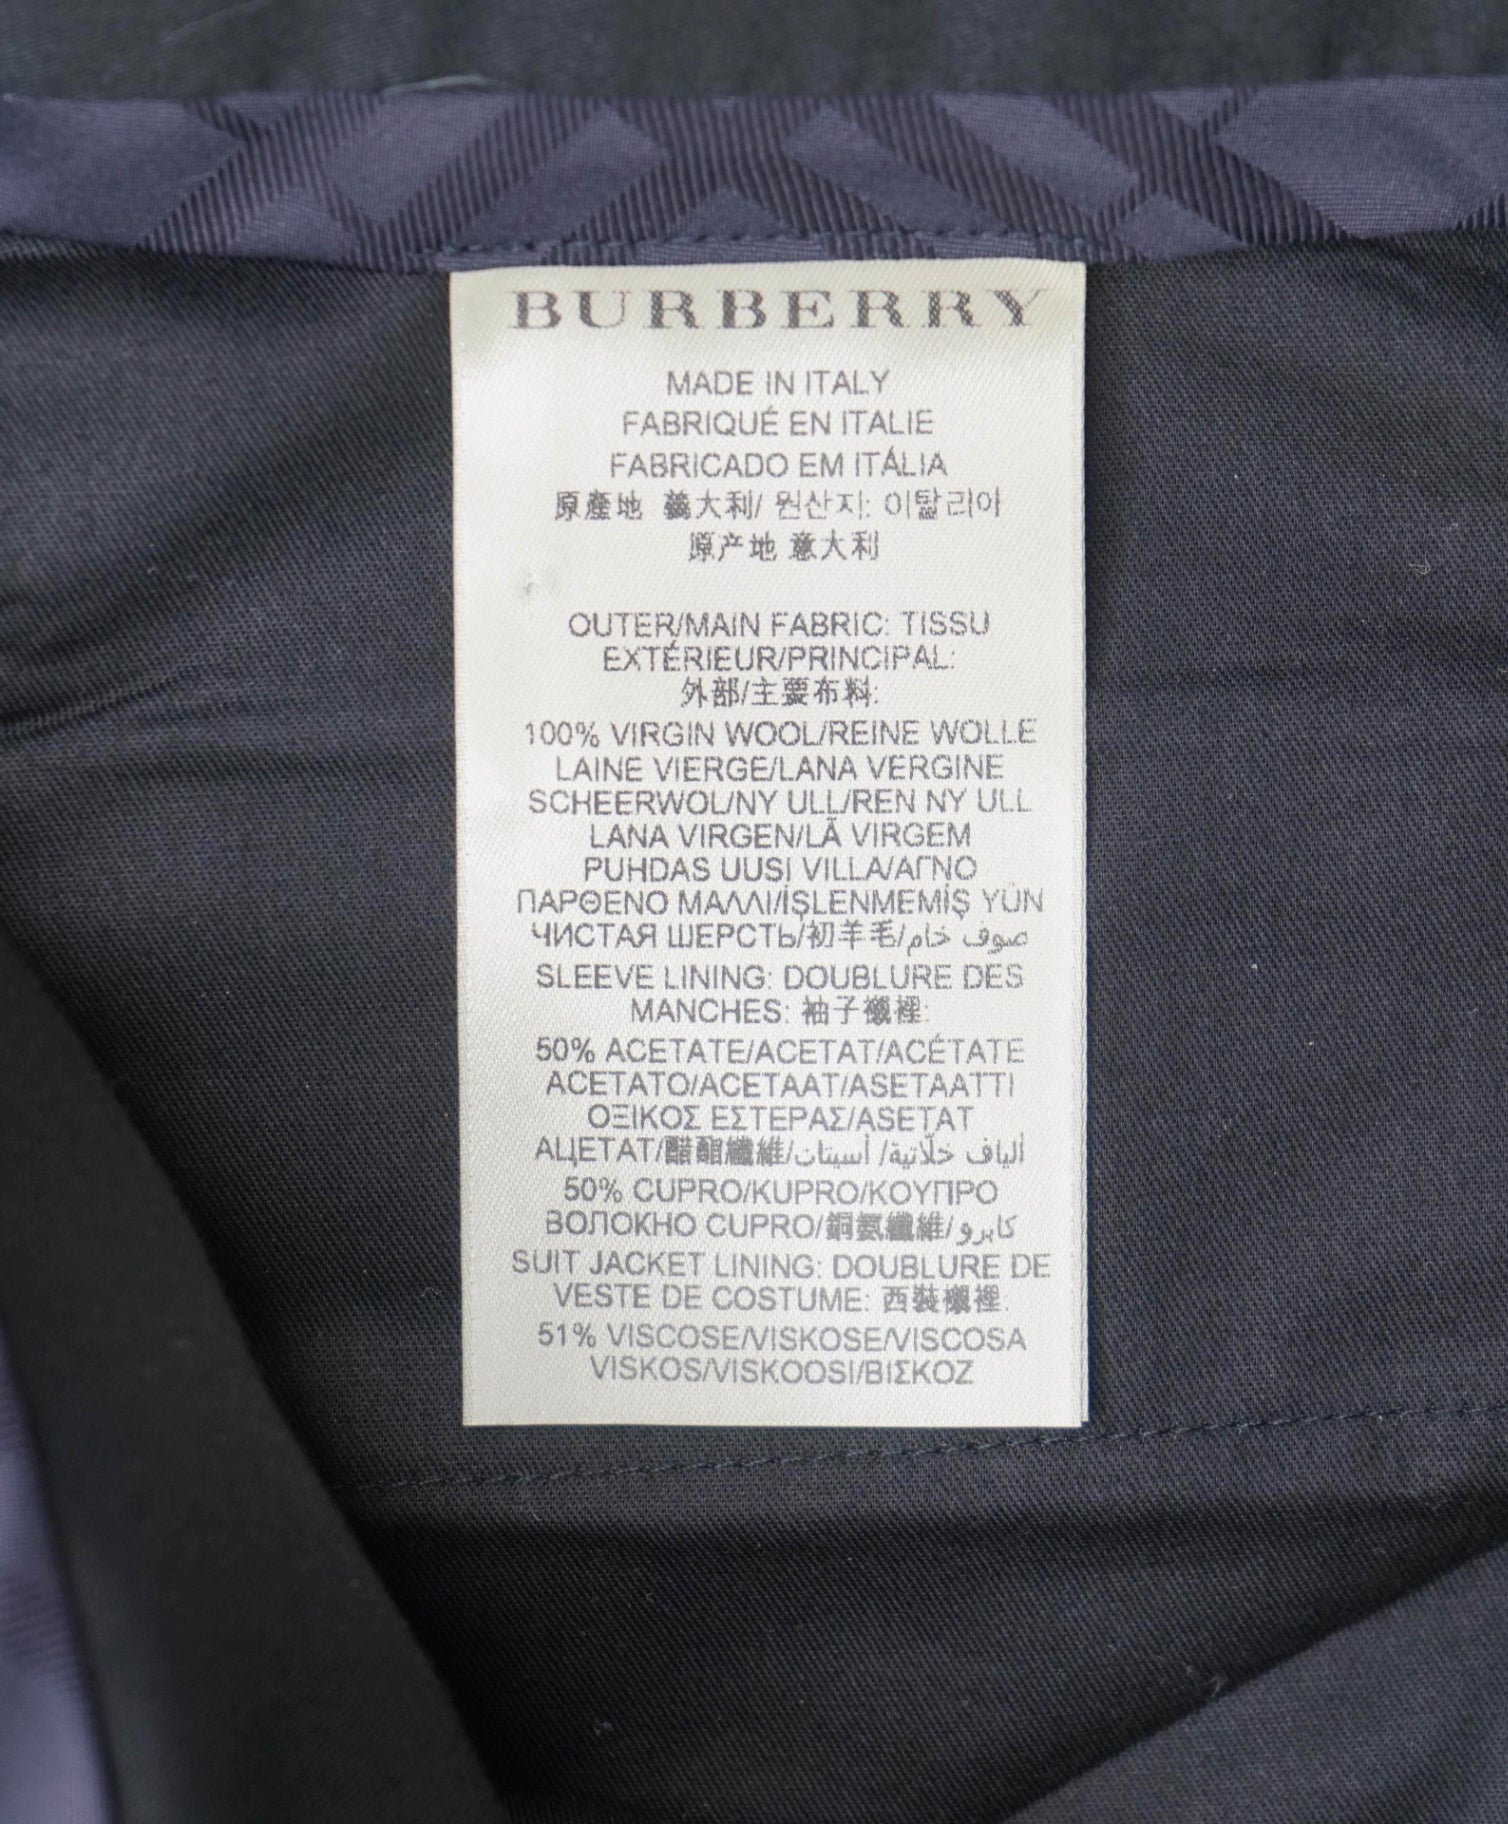 BURBERRY
MADE IN ITALY
FABRIQUÉ EN ITALIE
FABRICADO EM ITÁLIA
原產地 義大利/ 원산지: 이탈리아
原产地 意大利
OUTER/MAIN FABRIC: TISSU
EXTÉRIEUR/PRINCIPAL:
外部/主要布料:
100% VIRGIN WOOL/REINE WOLLE
LAINE VIERGE/LANA VERGINE
SCHEERWOL/NY ULL/REN NY ULL
LANA VIRGEN/LÃ VIRGEM
PUHDAS UUSI VILLA/ΑΓΝΟ
ΠΑΡΘΕΝΟ ΜΑΛΛΙ/İŞLENMEMİŞ YÜN
ЧИСТАЯ ШЕРСТЬ/初羊毛/صوف خام
SLEEVE LINING: DOUBLURE DES
MANCHES: 袖子襯裡:
50% ACETATE/ACETAT/ACÉTATE
ACETATO/ACETAAT/ASETAATTI
ΟΞΙΚΟΣ ΕΣΤΕΡΑΣ/ASETAT
АЦЕТАТ/醋酯纖維/ألياف خلّاتية/ أسيتات
50% CUPRO/KUPRO/ΚΟΥΠΡΟ
ВОЛОКНО CUPRO/銅氨纖維/كابرو
SUIT JACKET LINING: DOUBLURE DE
VESTE DE COSTUME: 西裝襯裡:
51% VISCOSE/VISKOSE/VISCOSA
VISKOS/VISKOOSI/ΒΙΣΚΟΖ